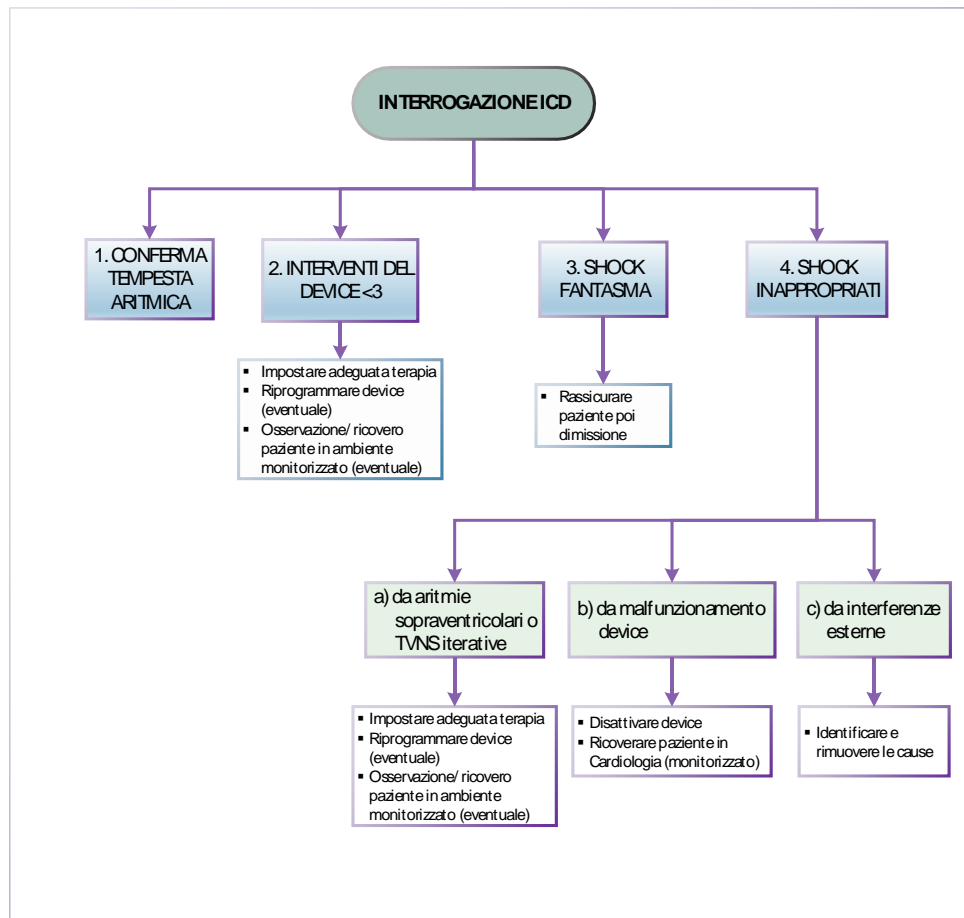 INTERROGAZIONE ICD
1. CONFERMA
TEMPESTA
ARITMICA
2. INTERVENTI DEL
DEVICE <3
3. SHOCK
FANTASMA
4. SHOCK
INAPPROPRIATI
▪ Impostare adeguata terapia
▪ Riprogrammare device
(eventuale)
▪ Osservazione/ ricovero
paziente in ambiente
monitorizzato (eventuale)
▪ Rassicurare
paziente poi
dimissione
a) da aritmie
sopraventricolari o
TVNS iterative
b) da malfunzionamento
device
c) da interferenze
esterne
▪ Impostare adeguata terapia
▪ Riprogrammare device
(eventuale)
▪ Osservazione/ ricovero
paziente in ambiente
monitorizzato (eventuale)
▪ Disattivare device
▪ Ricoverare paziente in
Cardiologia (monitorizzato)
▪ Identificare e
rimuovere le cause